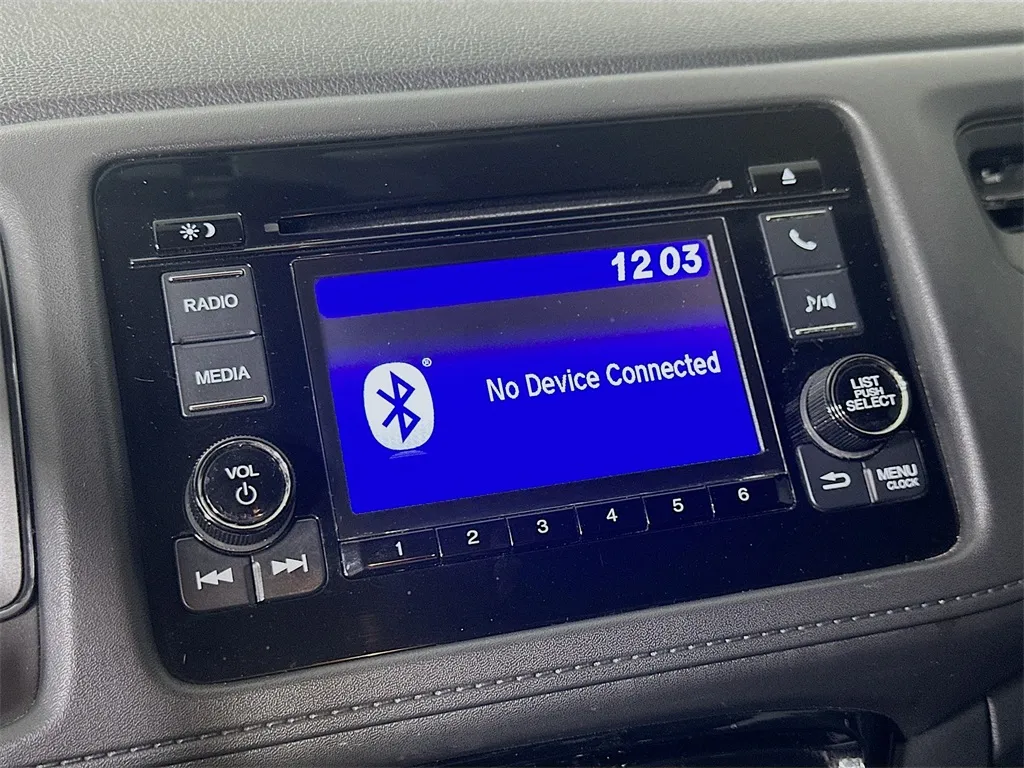 12 03
RADIO
MEDIA
®
No Device Connected
LIST
PUSH
SELECT
VOL
MENU
CLOCK
1 2 3 4 5 6